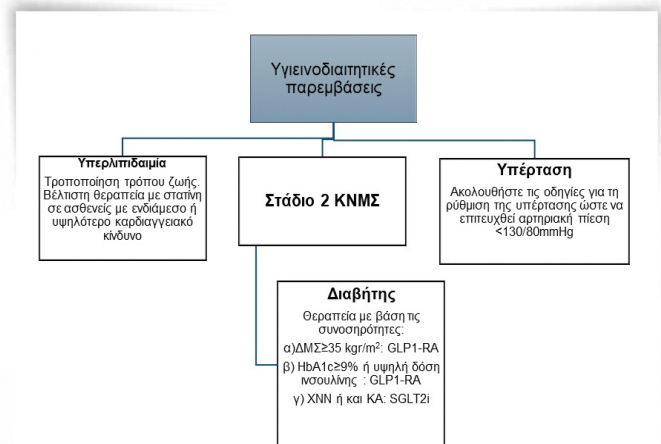 Υγιεινοδιαιτητικές
παρεμβάσεις
Υπερλιπιδαιμία
Τροποποίηση τρόπου ζωής.
Βέλτιστη θεραπεία με στατίνη
σε ασθενείς με ενδιάμεσο ή
υψηλότερο καρδιαγγειακό
κίνδυνο
Στάδιο 2 ΚΝΜΣ
Υπέρταση
Ακολουθήστε τις οδηγίες για τη
ρύθμιση της υπέρτασης ώστε να
επιτευχθεί αρτηριακή πίεση
<130/80mmHg
Διαβήτης
Θεραπεία με βάση τις
συνοσηρότητες:
α)ΔΜΣ≥35 kgr/m²: GLP1-RA
β) HbA1c≥9% ή υψηλή δόση
ινσουλίνης : GLP1-RA
γ) ΧΝΝ ή και ΚΑ: SGLT2i